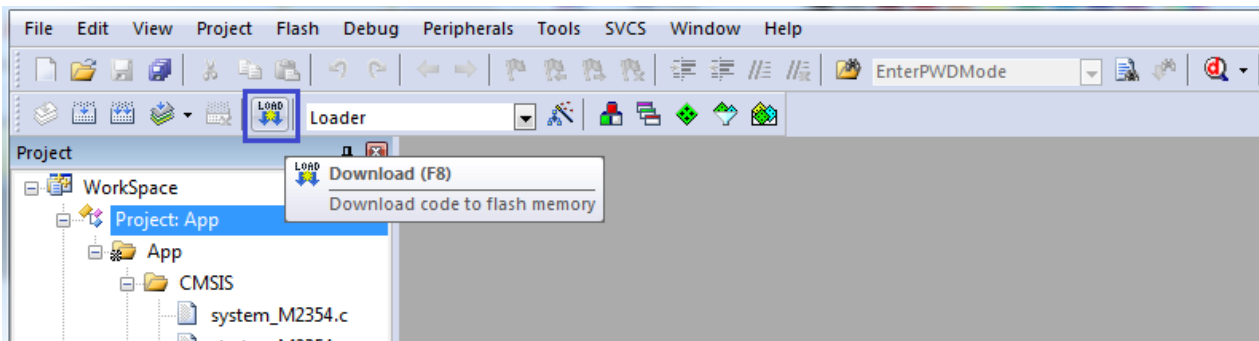 File Edit View Project Flash Debug Peripherals Tools SVCS Window Help
EnterPWDMode
LOAD Loader
Project
LOAD Download (F8)
Download code to flash memory
WorkSpace
Project: App
App
CMSIS
system_M2354.c